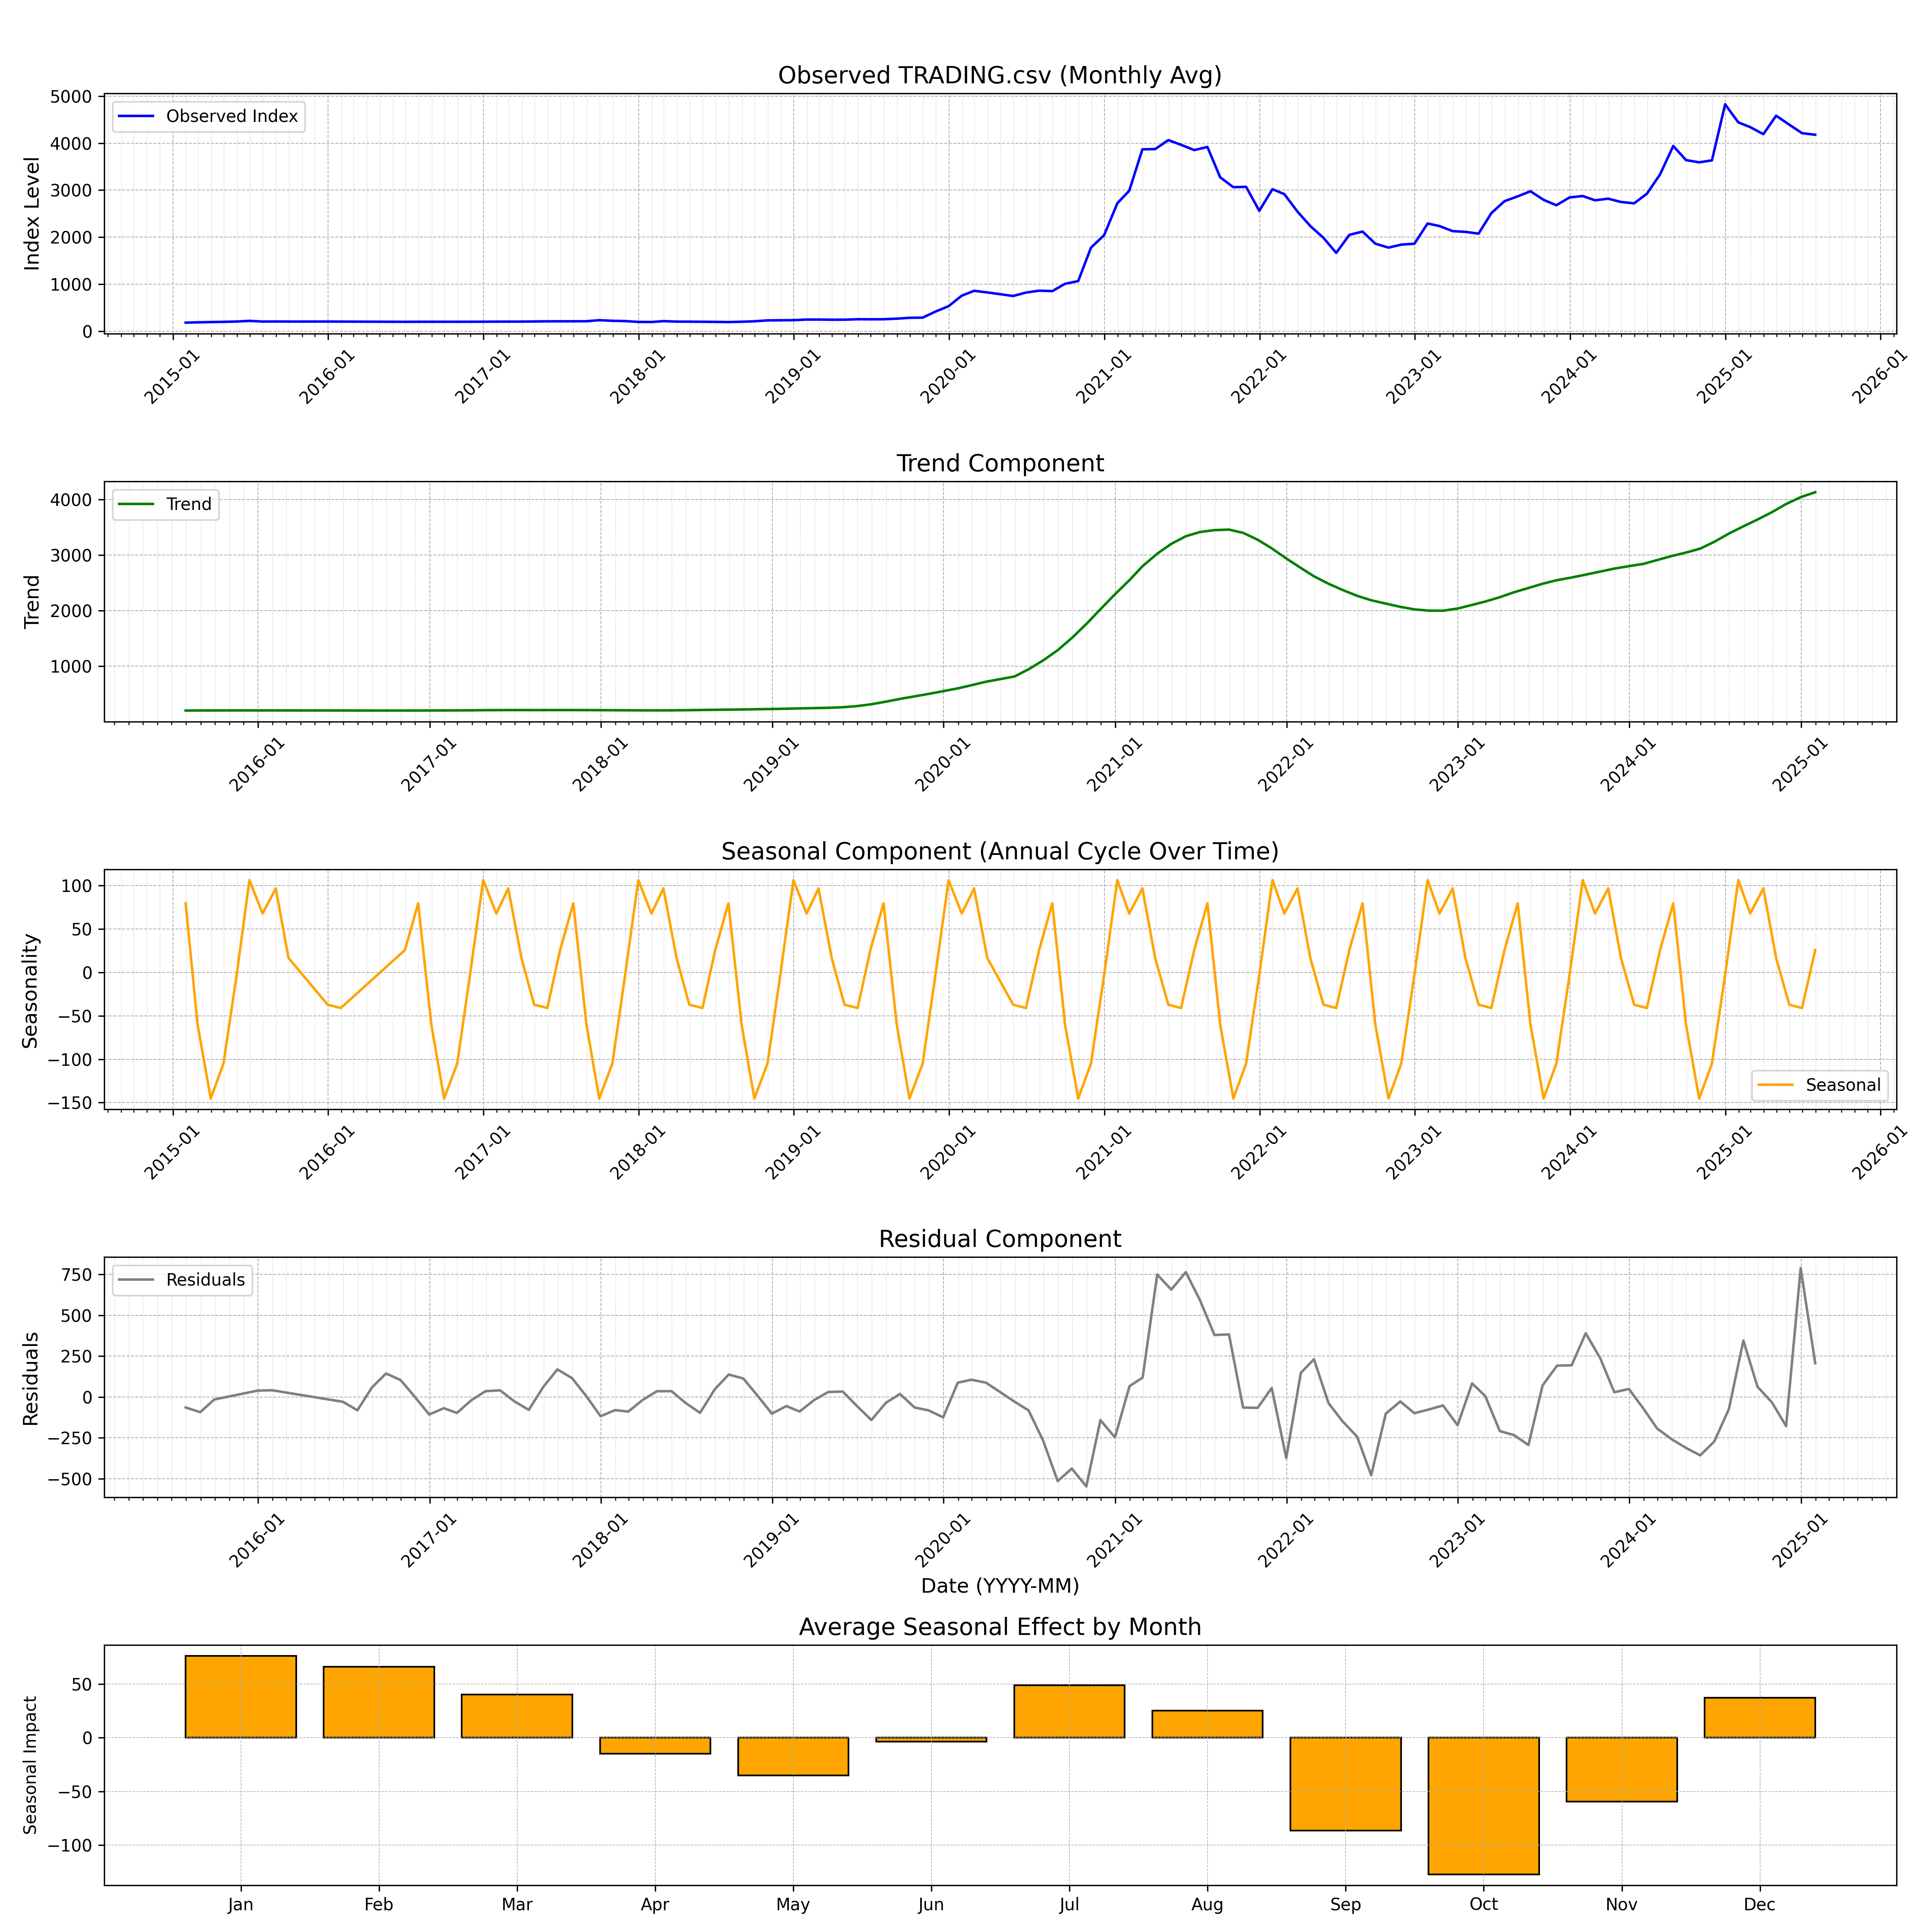 Observed TRADING.csv (Monthly Avg)
Index Level
5000
4000
3000
2000
1000
0
Observed Index
2015-01
2016-01
2017-01
2018-01
2019-01
2020-01
2021-01
2022-01
2023-01
2024-01
2025-01
2026-01
Trend Component
Trend
4000
3000
2000
1000
Trend
2016-01
2017-01
2018-01
2019-01
2020-01
2021-01
2022-01
2023-01
2024-01
2025-01
Seasonal Component (Annual Cycle Over Time)
Seasonality
100
50
0
−50
−100
−150
Seasonal
2015-01
2016-01
2017-01
2018-01
2019-01
2020-01
2021-01
2022-01
2023-01
2024-01
2025-01
2026-01
Residual Component
Residuals
750
500
250
0
−250
−500
Residuals
2016-01
2017-01
2018-01
2019-01
2020-01
2021-01
2022-01
2023-01
2024-01
2025-01
Date (YYYY-MM)
Average Seasonal Effect by Month
Seasonal Impact
50
0
−50
−100
Jan
Feb
Mar
Apr
May
Jun
Jul
Aug
Sep
Oct
Nov
Dec